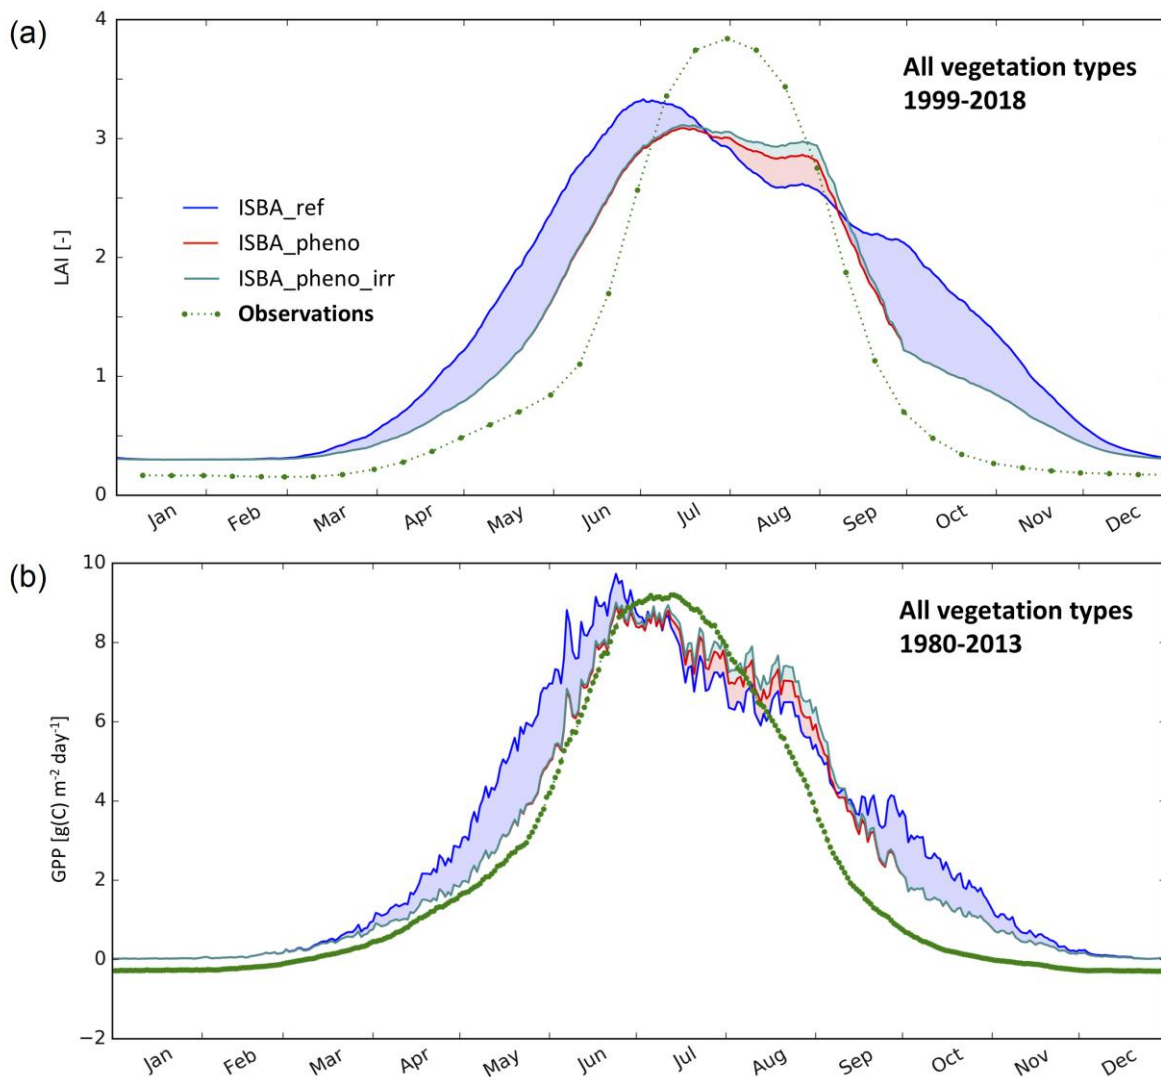 (a)
4
3
2
1
0
LAI [-]
All vegetation types
1999-2018
ISBA_ref
ISBA_pheno
ISBA_pheno_irr
Observations
Jan Feb Mar Apr May Jun Jul Aug Sep Oct Nov Dec
(b)
10
8
6
4
2
0
−2
GPP [g(C) m⁻² day⁻¹]
All vegetation types
1980-2013
Jan Feb Mar Apr May Jun Jul Aug Sep Oct Nov Dec